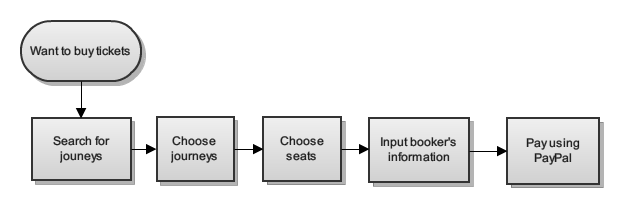 Want to buy tickets
Search for
jouneys
Choose
journeys
Choose
seats
Input booker's
information
Pay using
PayPal